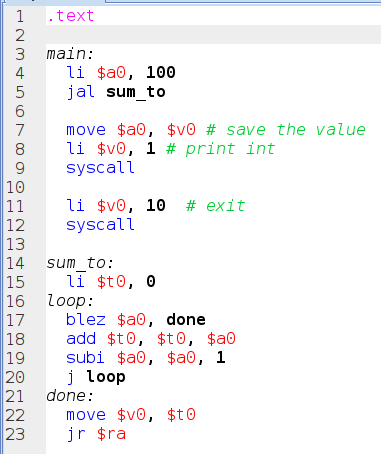 1 .text
2
3 main:
4 li $a0, 100
5 jal sum_to
6
7 move $a0, $v0 # save the value
8 li $v0, 1 # print int
9 syscall
10
11 li $v0, 10 # exit
12 syscall
13
14 sum_to:
15 li $t0, 0
16 loop:
17 blez $a0, done
18 add $t0, $t0, $a0
19 subi $a0, $a0, 1
20 j loop
21 done:
22 move $v0, $t0
23 jr $ra